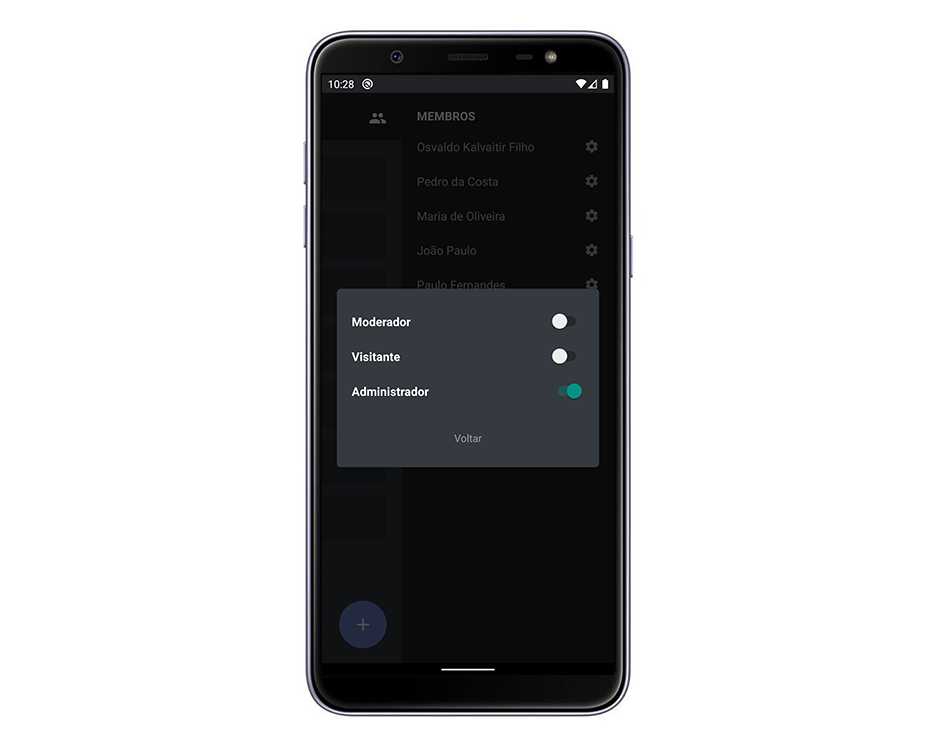 10:28
MEMBROS
Osvaldo Kalvaitir Filho
Pedro da Costa
Maria de Oliveira
João Paulo
Paulo Fernandes
Moderador
Visitante
Administrador
Voltar